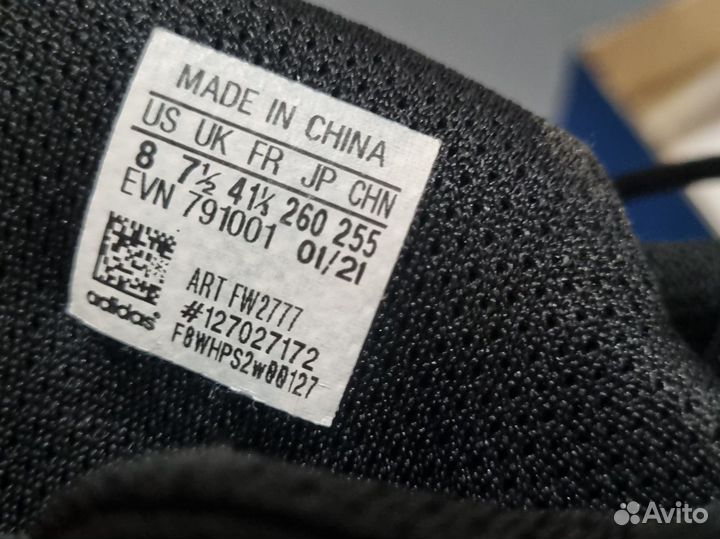 MADE IN CHINA
US UK FR JP CHN
8 7½ 41⅓ 260 255
EVN 791001 01/21
ART FW2777
#127027172
F8WHPS2W00127
adidas
Avito